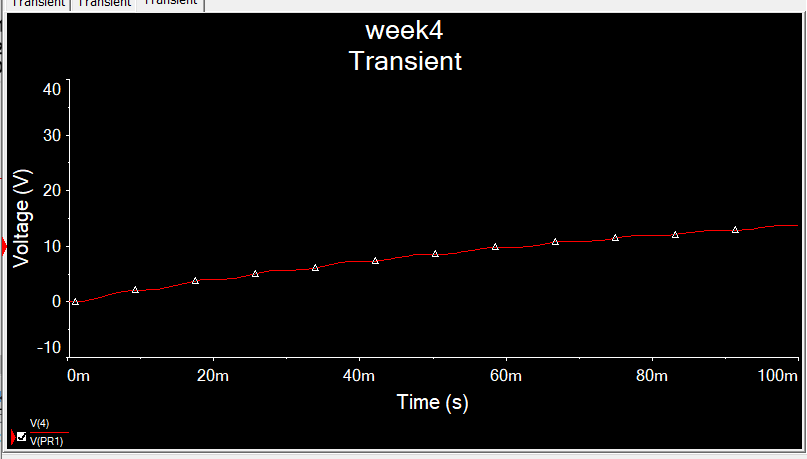 Transient Transient Transient
week4
Transient
40
30
20
10
0
-10
Voltage (V)
0m 20m 40m 60m 80m 100m
Time (s)
V(4)
V(PR1)